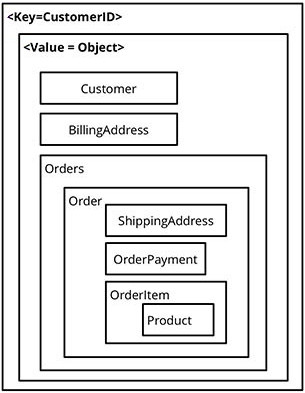 <Key=CustomerID>
<Value = Object>
Customer
BillingAddress
Orders
Order
ShippingAddress
OrderPayment
OrderItem
Product